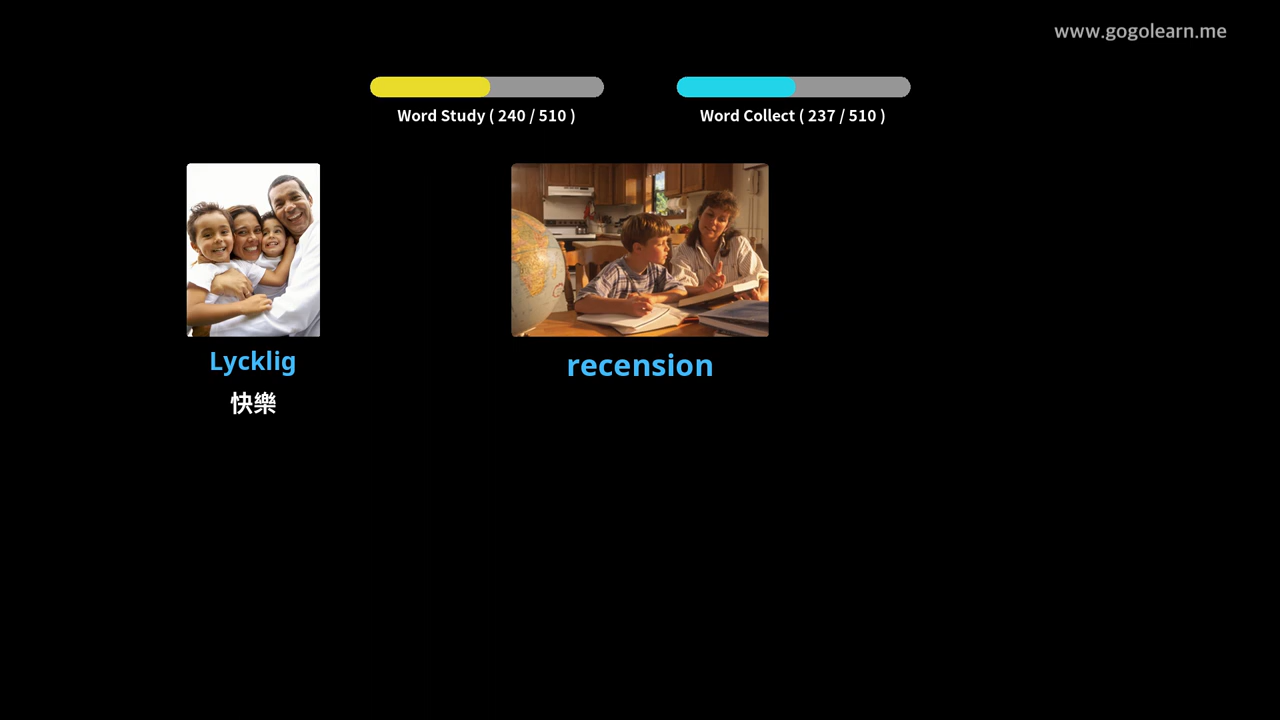 www.gogolearn.me
Word Study ( 240 / 510 )
Word Collect ( 237 / 510 )
Lycklig
快樂
recension